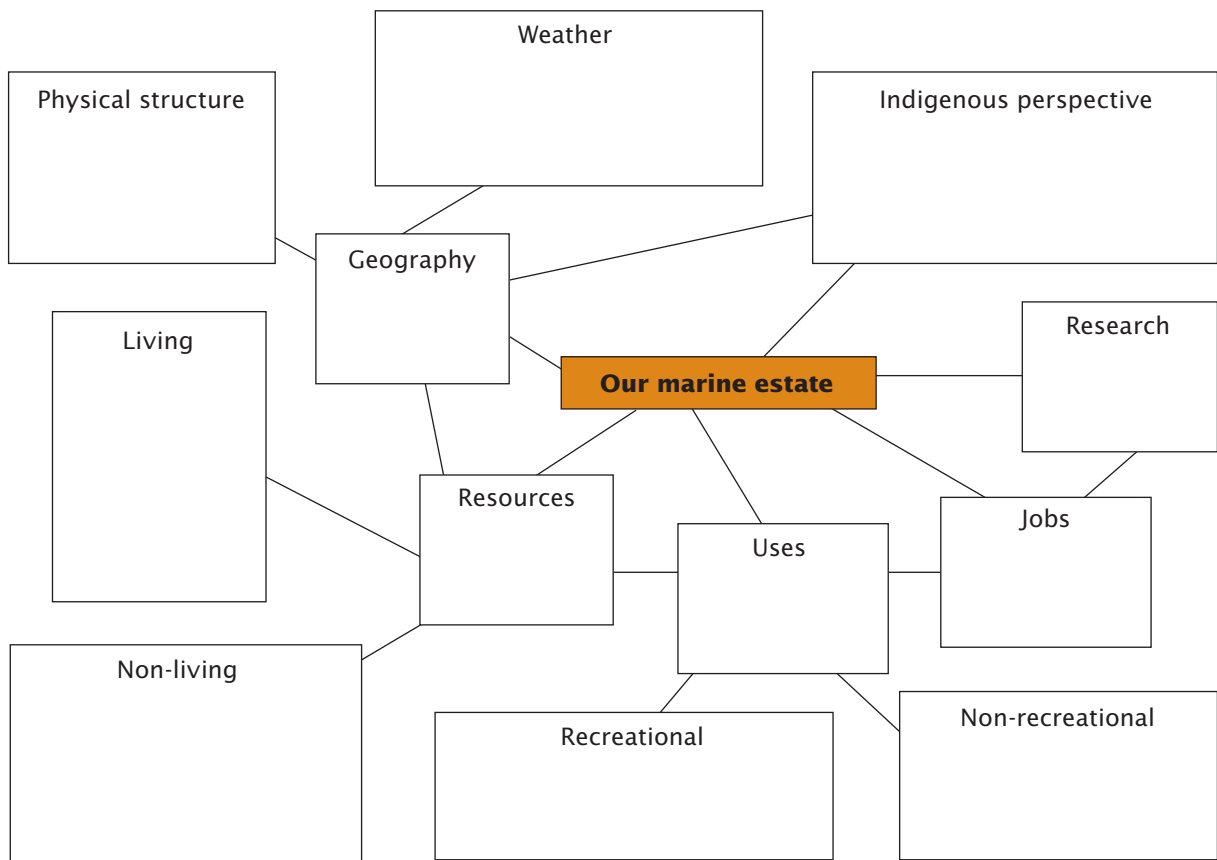 Weather
Physical structure
Indigenous perspective
Geography
Research
Living
Our marine estate
Resources
Jobs
Uses
Non-living
Recreational
Non-recreational